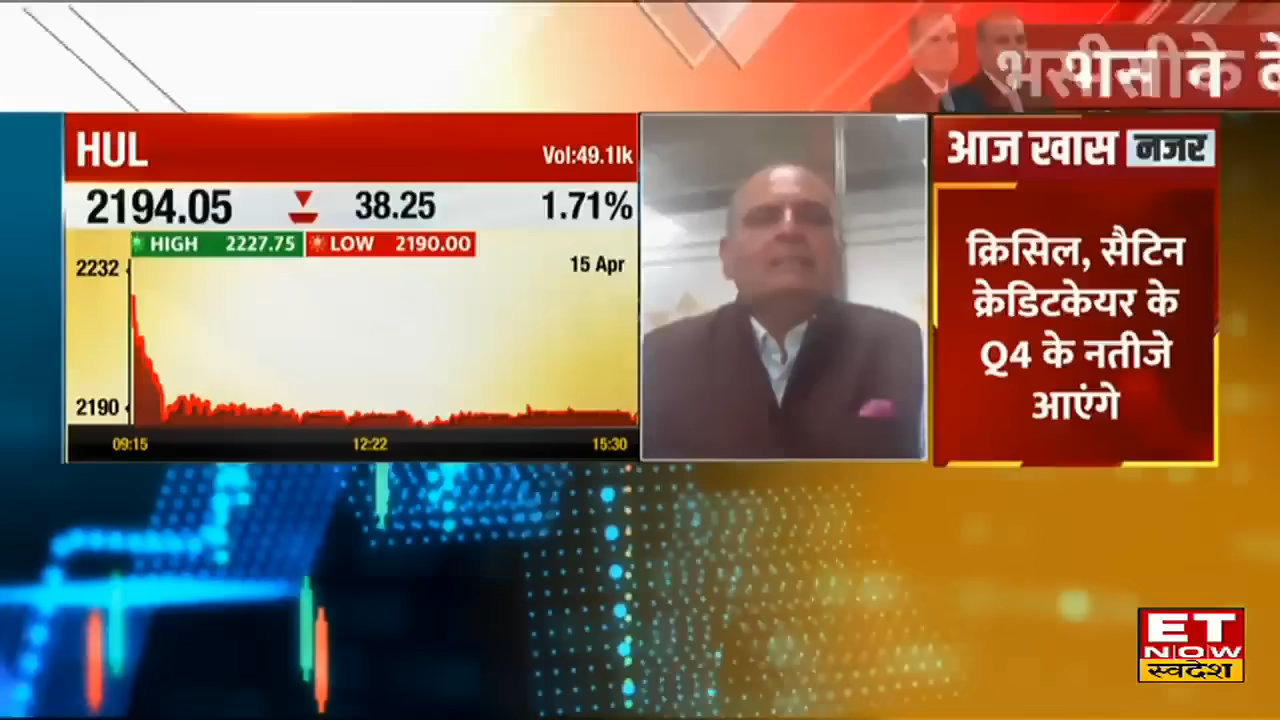 HUL
Vol:49.1lk
2194.05 38.25 1.71%
HIGH 2227.75 LOW 2190.00
15 Apr
2232
2190
09:15 12:22 15:30
आज खास नजर
क्रिसिल, सैटिन
क्रेडिटकेयर के
Q4 के नतीजे
आएंगे
ET
NOW
स्वदेश